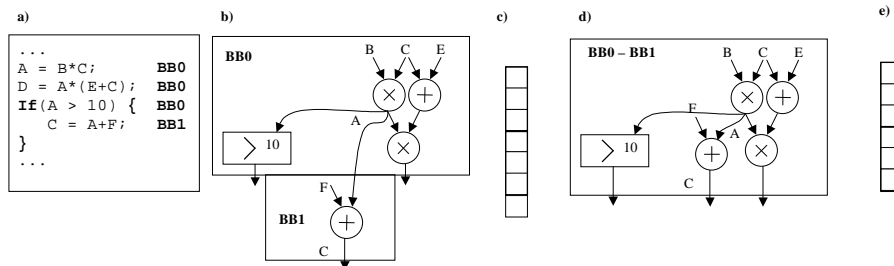 a)
b)
c)
d)
e)
...
A = B*C; BB0
D = A*(E+C); BB0
If(A > 10) { BB0
C = A+F; BB1
}
...
BB0
B C E
×
+
A
> 10
×
F
+
BB1
C
BB0 – BB1
B C E
×
+
F
A
> 10
+
×
C